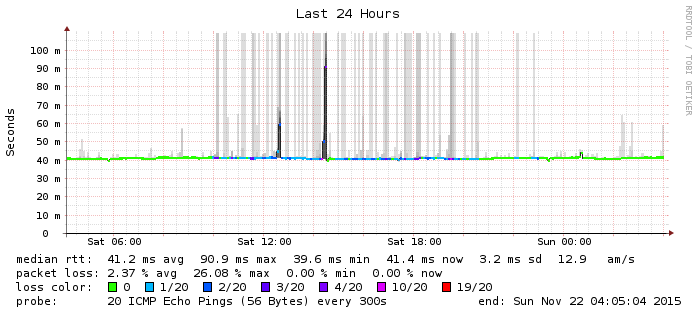 Last 24 Hours
RRDTOOL / TOBI OETIKER
Seconds
100 m
90 m
80 m
70 m
60 m
50 m
40 m
30 m
20 m
10 m
0
Sat 06:00 Sat 12:00 Sat 18:00 Sun 00:00
median rtt: 41.2 ms avg 90.9 ms max 39.6 ms min 41.4 ms now 3.2 ms sd 12.9 am/s
packet loss: 2.37 % avg 26.08 % max 0.00 % min 0.00 % now
loss color: 0 1/20 2/20 3/20 4/20 10/20 19/20
probe: 20 ICMP Echo Pings (56 Bytes) every 300s end: Sun Nov 22 04:05:04 2015